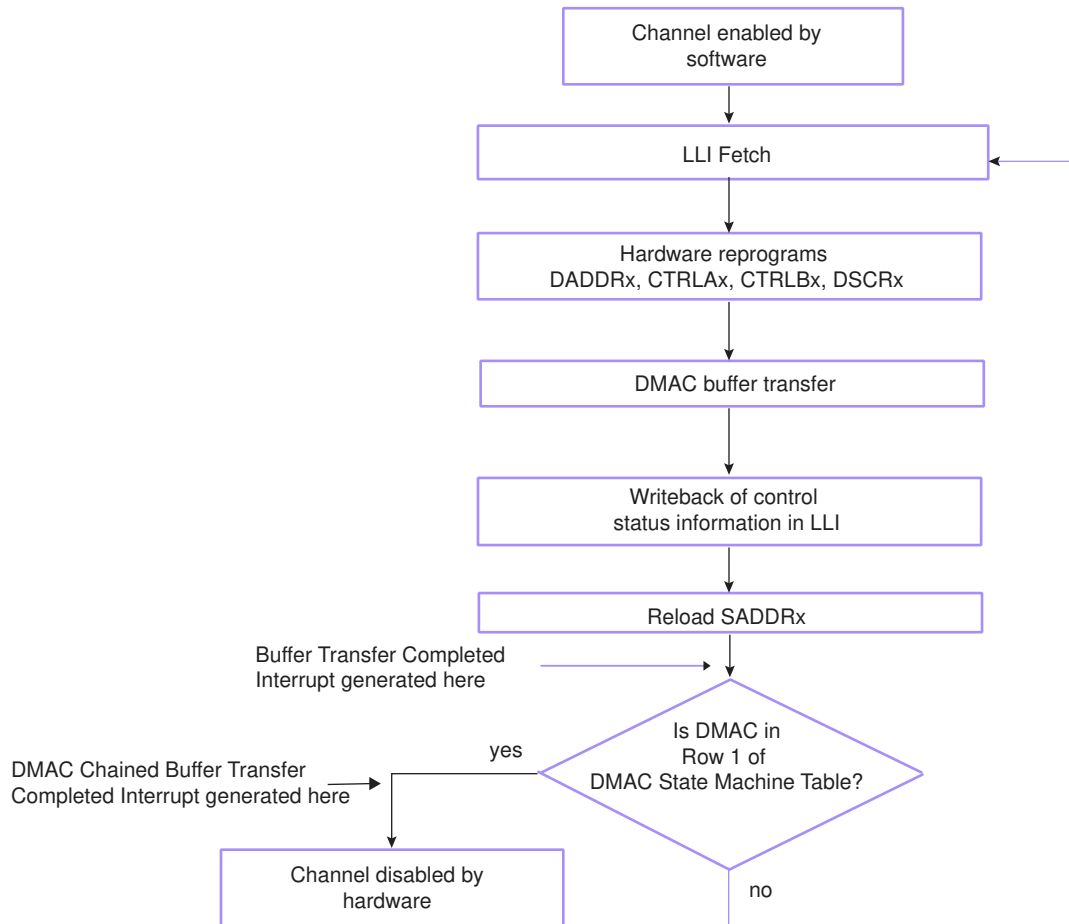 Channel enabled by
software
LLI Fetch
Hardware reprograms
DADDRx, CTRLAx, CTRLBx, DSCRx
DMAC buffer transfer
Writeback of control
status information in LLI
Reload SADDRx
Buffer Transfer Completed
Interrupt generated here
Is DMAC in
Row 1 of
DMAC State Machine Table?
yes
DMAC Chained Buffer Transfer
Completed Interrupt generated here
Channel disabled by
hardware
no